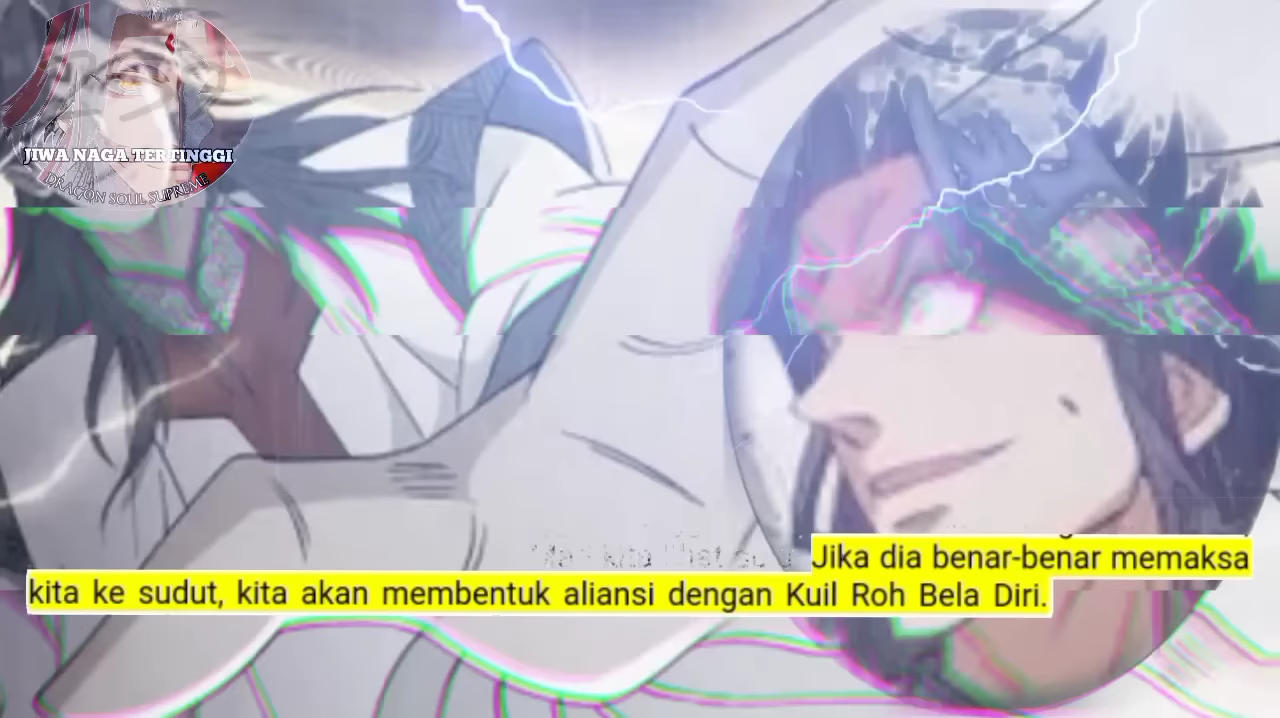 JIWA NAGA TERTINGGI
DRAGON SOUL SUPREME
Jika dia benar-benar memaksa
kita ke sudut, kita akan membentuk aliansi dengan Kuil Roh Bela Diri.